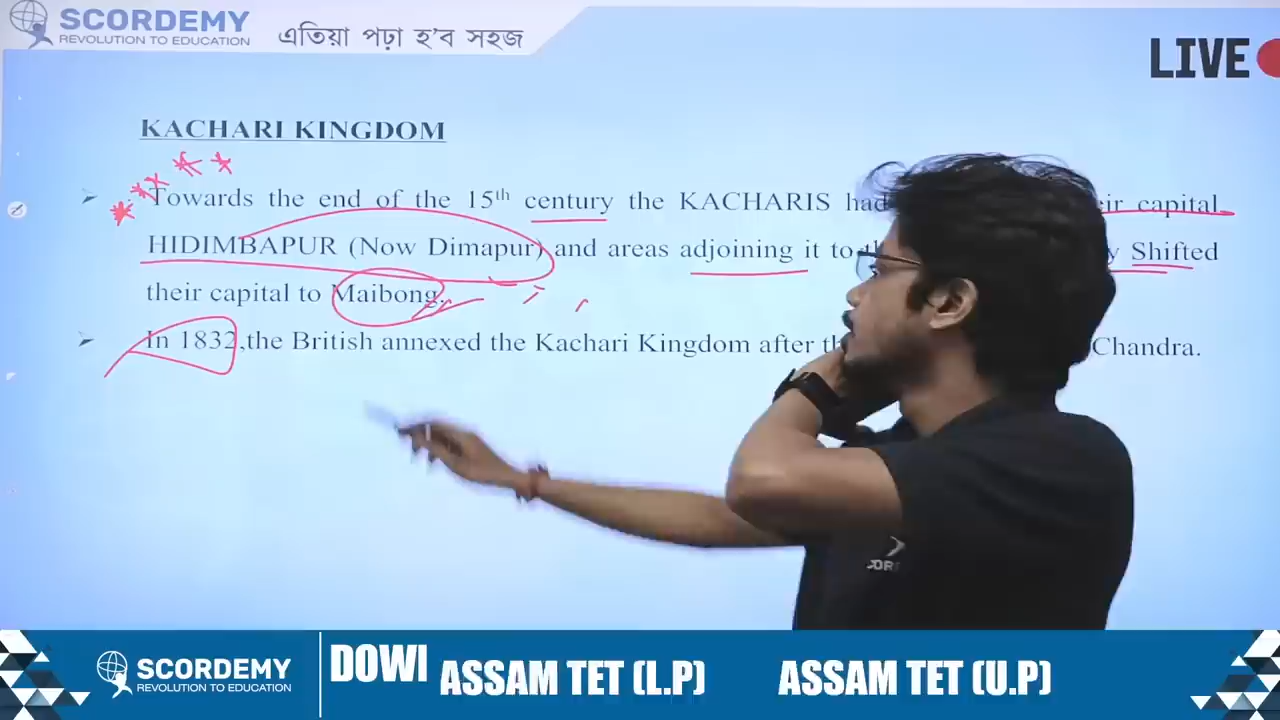 SCORDEMY
REVOLUTION TO EDUCATION
এতিয়া পঢ়া হ'ব সহজ
LIVE
KACHARI KINGDOM
Towards the end of the 15th century the KACHARIS had capital
HIDIMBAPUR (Now Dimapur) and areas adjoining it to Shifted
their capital to Maibong.
In 1832,the British annexed the Kachari Kingdom after Chandra.
SCORDEMY
REVOLUTION TO EDUCATION
DOWI
ASSAM TET (L.P)
ASSAM TET (U.P)